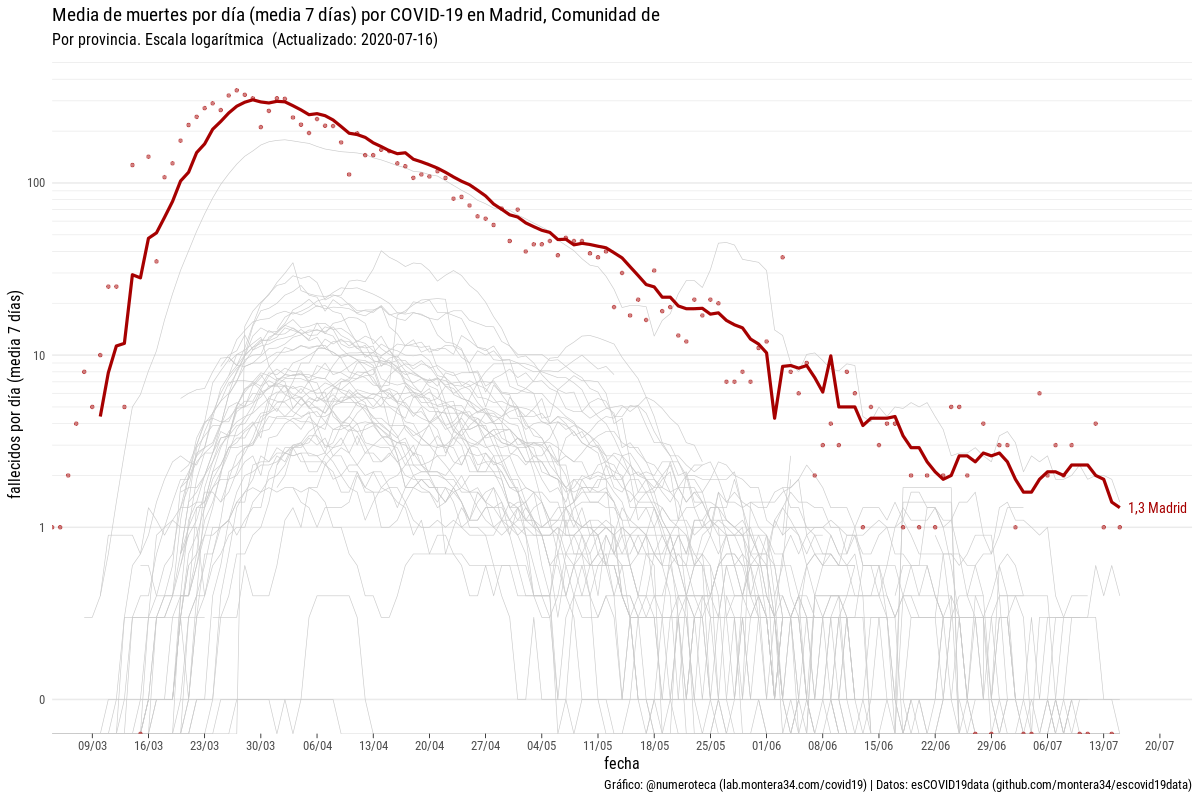 Media de muertes por día (media 7 días) por COVID-19 en Madrid, Comunidad de
Por provincia. Escala logarítmica  (Actualizado: 2020-07-16)
fallecidos por día (media 7 días)
100
10
1
0
1,3 Madrid
09/03 16/03 23/03 30/03 06/04 13/04 20/04 27/04 04/05 11/05 18/05 25/05 01/06 08/06 15/06 22/06 29/06 06/07 13/07 20/07
fecha
Gráfico: @numeroteca (lab.montera34.com/covid19) | Datos: esCOVID19data (github.com/montera34/escovid19data)